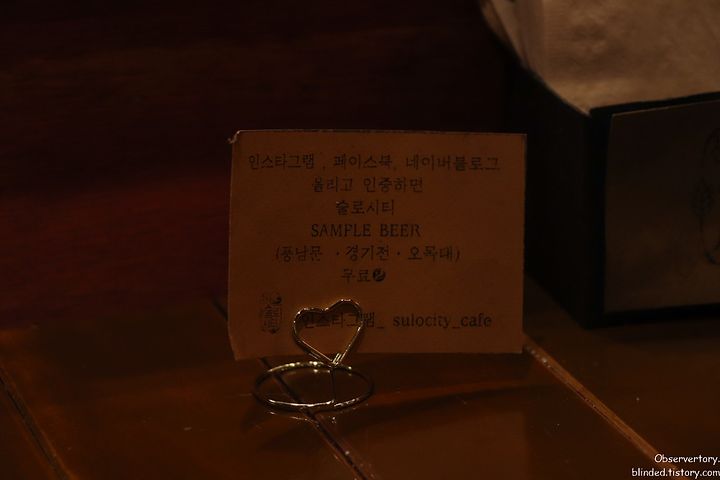 인스타그램, 페이스북, 네이버블로그
올리고 인증하면
술로시티
SAMPLE BEER
(풍남문 · 경기전 · 오목대)
무료
인스타그램_ sulocity_cafe
Observertory.
blinded.tistory.com